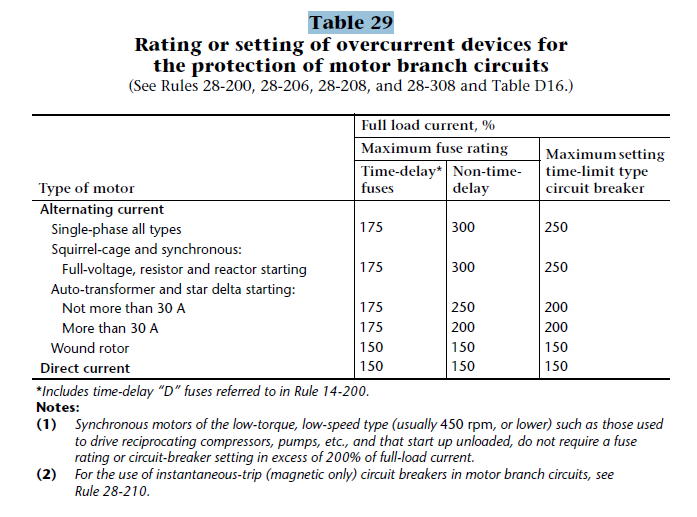 Table 29
Rating or setting of overcurrent devices for
the protection of motor branch circuits
(See Rules 28-200, 28-206, 28-208, and 28-308 and Table D16.)
Full load current, %
Maximum fuse rating
Maximum setting
Time-delay* Non-time- time-limit type
Type of motor fuses delay circuit breaker
Alternating current
Single-phase all types 175 300 250
Squirrel-cage and synchronous:
Full-voltage, resistor and reactor starting 175 300 250
Auto-transformer and star delta starting:
Not more than 30 A 175 250 200
More than 30 A 175 200 200
Wound rotor 150 150 150
Direct current 150 150 150
*Includes time-delay “D” fuses referred to in Rule 14-200.
Notes:
(1) Synchronous motors of the low-torque, low-speed type (usually 450 rpm, or lower) such as those used
to drive reciprocating compressors, pumps, etc., and that start up unloaded, do not require a fuse
rating or circuit-breaker setting in excess of 200% of full-load current.
(2) For the use of instantaneous-trip (magnetic only) circuit breakers in motor branch circuits, see
Rule 28-210.